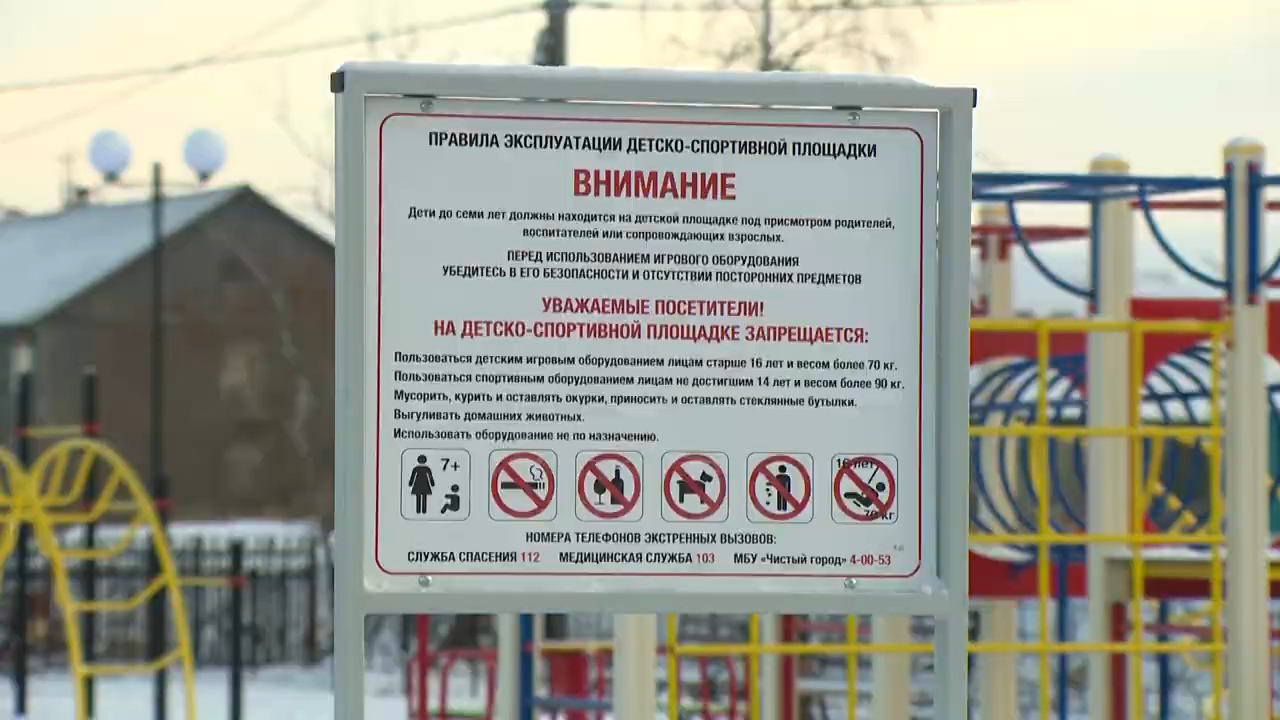 ПРАВИЛА ЭКСПЛУАТАЦИИ ДЕТСКО-СПОРТИВНОЙ ПЛОЩАДКИ
ВНИМАНИЕ
Дети до семи лет должны находится на детской площадке под присмотром родителей,
воспитателей или сопровождающих взрослых.
ПЕРЕД ИСПОЛЬЗОВАНИЕМ ИГРОВОГО ОБОРУДОВАНИЯ
УБЕДИТЕСЬ В ЕГО БЕЗОПАСНОСТИ И ОТСУТСТВИИ ПОСТОРОННИХ ПРЕДМЕТОВ
УВАЖАЕМЫЕ ПОСЕТИТЕЛИ!
НА ДЕТСКО-СПОРТИВНОЙ ПЛОЩАДКЕ ЗАПРЕЩАЕТСЯ:
Пользоваться детским игровым оборудованием лицам старше 16 лет и весом более 70 кг.
Пользоваться спортивным оборудованием лицам не достигшим 14 лет и весом более 90 кг.
Мусорить, курить и оставлять окурки, приносить и оставлять стеклянные бутылки.
Выгуливать домашних животных.
Использовать оборудование не по назначению.
7+
16 лет
70 кг
НОМЕРА ТЕЛЕФОНОВ ЭКСТРЕННЫХ ВЫЗОВОВ:
СЛУЖБА СПАСЕНИЯ 112 МЕДИЦИНСКАЯ СЛУЖБА 103 МБУ «Чистый город» 4-00-53